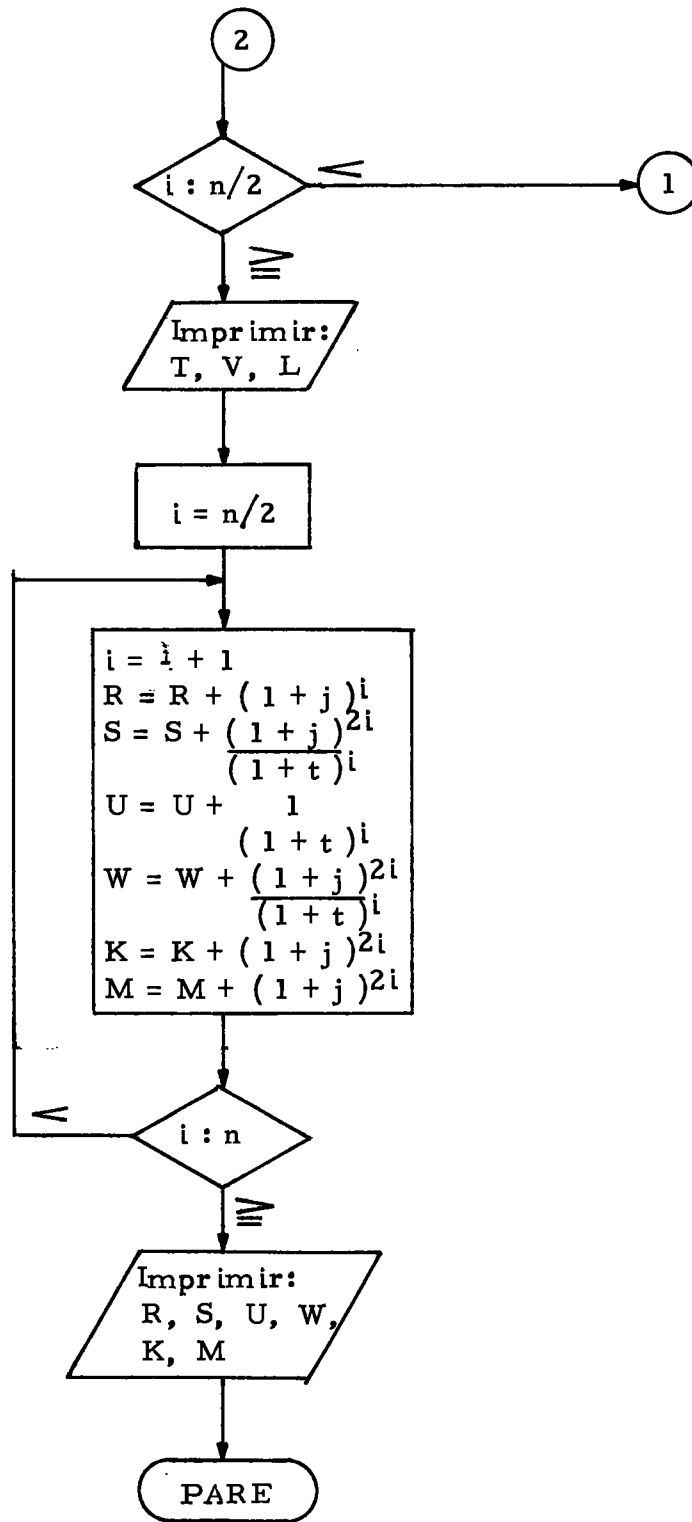 2
i : n/2
<
1
≧
Imprimir:
T, V, L
i = n/2
i = i + 1
R = R + ( 1 + j )^i
S = S + ( 1 + j )^2i
( 1 + t )^i
U = U + 1
( 1 + t )^i
W = W + ( 1 + j )^2i
( 1 + t )^i
K = K + ( 1 + j )^2i
M = M + ( 1 + j )^2i
<
i : n
≧
Imprimir:
R, S, U, W,
K, M
PARE